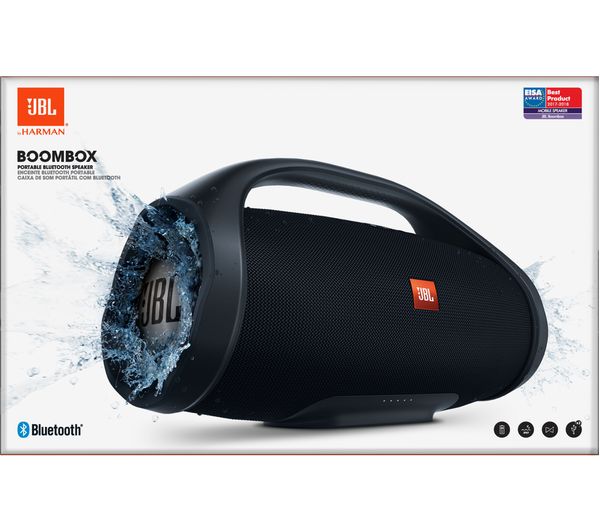 JBL
by HARMAN®
BOOMBOX
PORTABLE BLUETOOTH SPEAKER
ENCEINTE BLUETOOTH PORTABLE
CAIXA DE SOM PORTÁTIL COM BLUETOOTH
EISA
AWARD
Best
Product
2017-2018
MOBILE SPEAKER
JBL Boombox
JBL
JBL
Bluetooth®